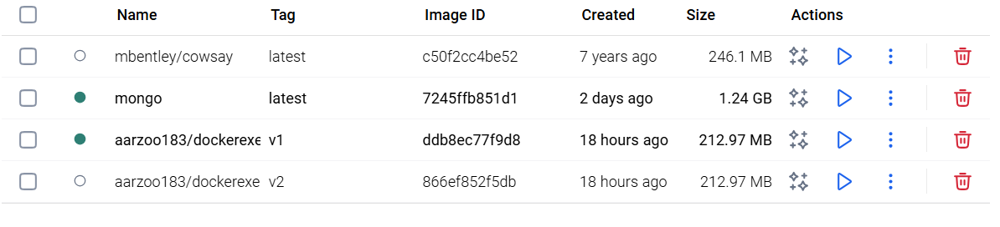 Name Tag Image ID Created Size Actions
mbentley/cowsay latest c50f2cc4be52 7 years ago 246.1 MB
mongo latest 7245ffb851d1 2 days ago 1.24 GB
aarzoo183/dockerexe v1 ddb8ec77f9d8 18 hours ago 212.97 MB
aarzoo183/dockerexe v2 866ef852f5db 18 hours ago 212.97 MB